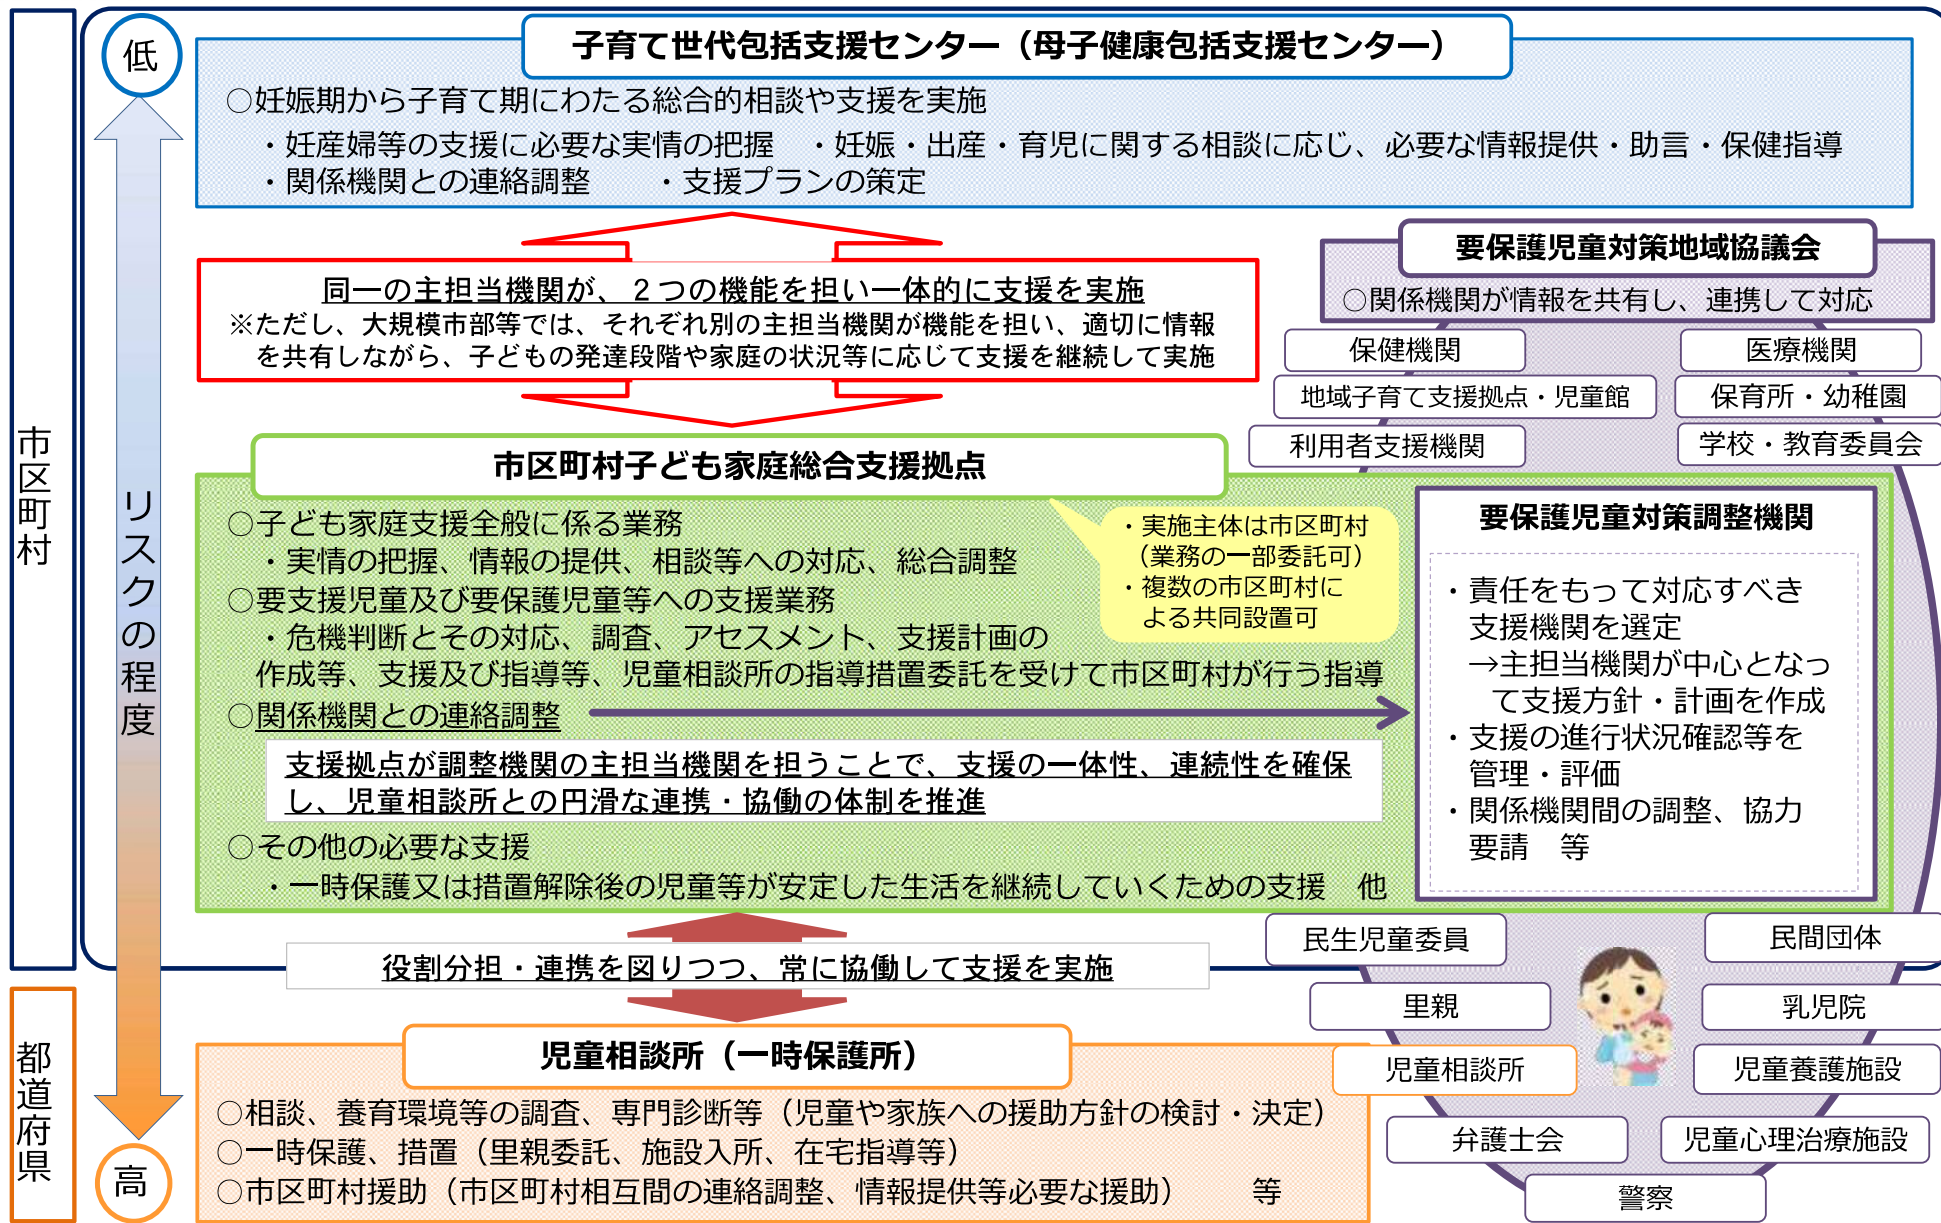 市区町村
都道府県
低
リスクの程度
高
子育て世代包括支援センター（母子健康包括支援センター）
○妊娠期から子育て期にわたる総合的相談や支援を実施
・妊産婦等の支援に必要な実情の把握　・妊娠・出産・育児に関する相談に応じ、必要な情報提供・助言・保健指導
・関係機関との連絡調整　　・支援プランの策定
同一の主担当機関が、２つの機能を担い一体的に支援を実施
※ただし、大規模市部等では、それぞれ別の主担当機関が機能を担い、適切に情報
を共有しながら、子どもの発達段階や家庭の状況等に応じて支援を継続して実施
要保護児童対策地域協議会
○関係機関が情報を共有し、連携して対応
保健機関
医療機関
地域子育て支援拠点・児童館
保育所・幼稚園
利用者支援機関
学校・教育委員会
市区町村子ども家庭総合支援拠点
○子ども家庭支援全般に係る業務
・実情の把握、情報の提供、相談等への対応、総合調整
○要支援児童及び要保護児童等への支援業務
・危機判断とその対応、調査、アセスメント、支援計画の
作成等、支援及び指導等、児童相談所の指導措置委託を受けて市区町村が行う指導
○関係機関との連絡調整
支援拠点が調整機関の主担当機関を担うことで、支援の一体性、連続性を確保
し、児童相談所との円滑な連携・協働の体制を推進
○その他の必要な支援
・一時保護又は措置解除後の児童等が安定した生活を継続していくための支援　他
・実施主体は市区町村
（業務の一部委託可）
・複数の市区町村に
よる共同設置可
要保護児童対策調整機関
・責任をもって対応すべき
支援機関を選定
→主担当機関が中心となっ
て支援方針・計画を作成
・支援の進行状況確認等を
管理・評価
・関係機関間の調整、協力
要請　等
役割分担・連携を図りつつ、常に協働して支援を実施
児童相談所（一時保護所）
○相談、養育環境等の調査、専門診断等（児童や家族への援助方針の検討・決定）
○一時保護、措置（里親委託、施設入所、在宅指導等）
○市区町村援助（市区町村相互間の連絡調整、情報提供等必要な援助）　　等
民生児童委員
民間団体
里親
乳児院
児童相談所
児童養護施設
弁護士会
児童心理治療施設
警察